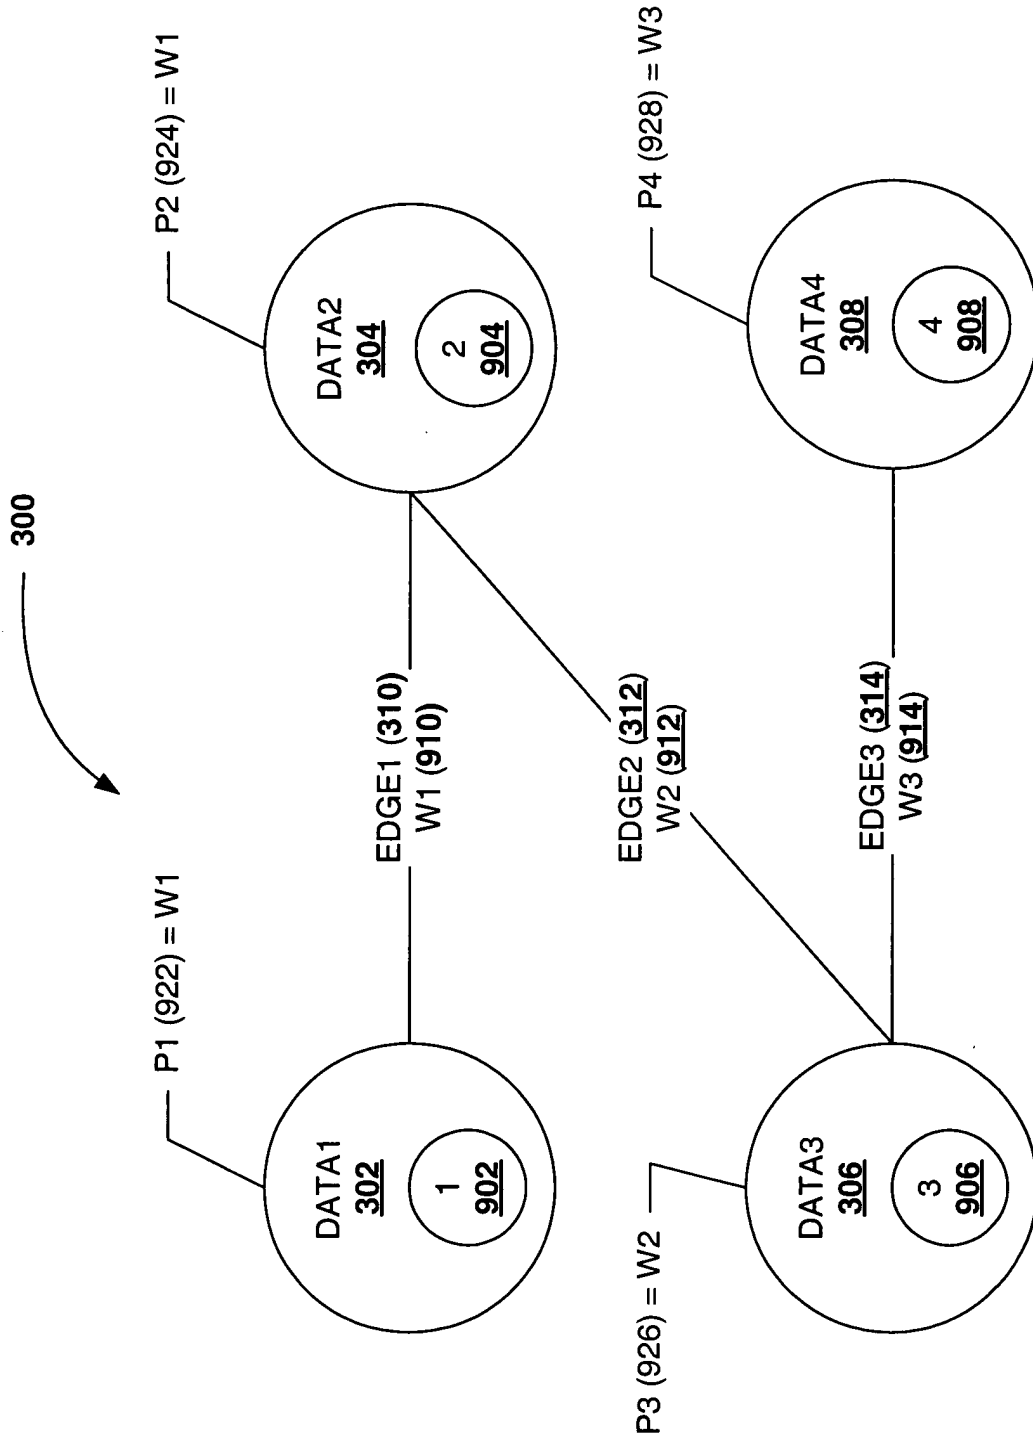 300
P1 (922) = W1
P2 (924) = W1
DATA1
302
1
902
EDGE1 (310)
W1 (910)
DATA2
304
2
904
EDGE2 (312)
W2 (912)
P3 (926) = W2
P4 (928) = W3
DATA3
306
3
906
EDGE3 (314)
W3 (914)
DATA4
308
4
908